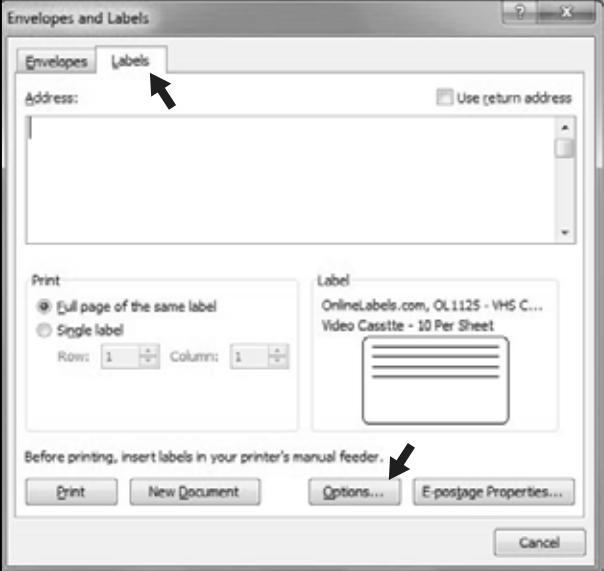 Envelopes and Labels
Envelopes Labels
Address: Use return address
Print Label
Full page of the same label OnlineLabels.com, OL1125 - VHS C...
Single label Video Casstte - 10 Per Sheet
Row: 1 Column: 1
Before printing, insert labels in your printer's manual feeder.
Print New Document Options... E-postage Properties...
Cancel